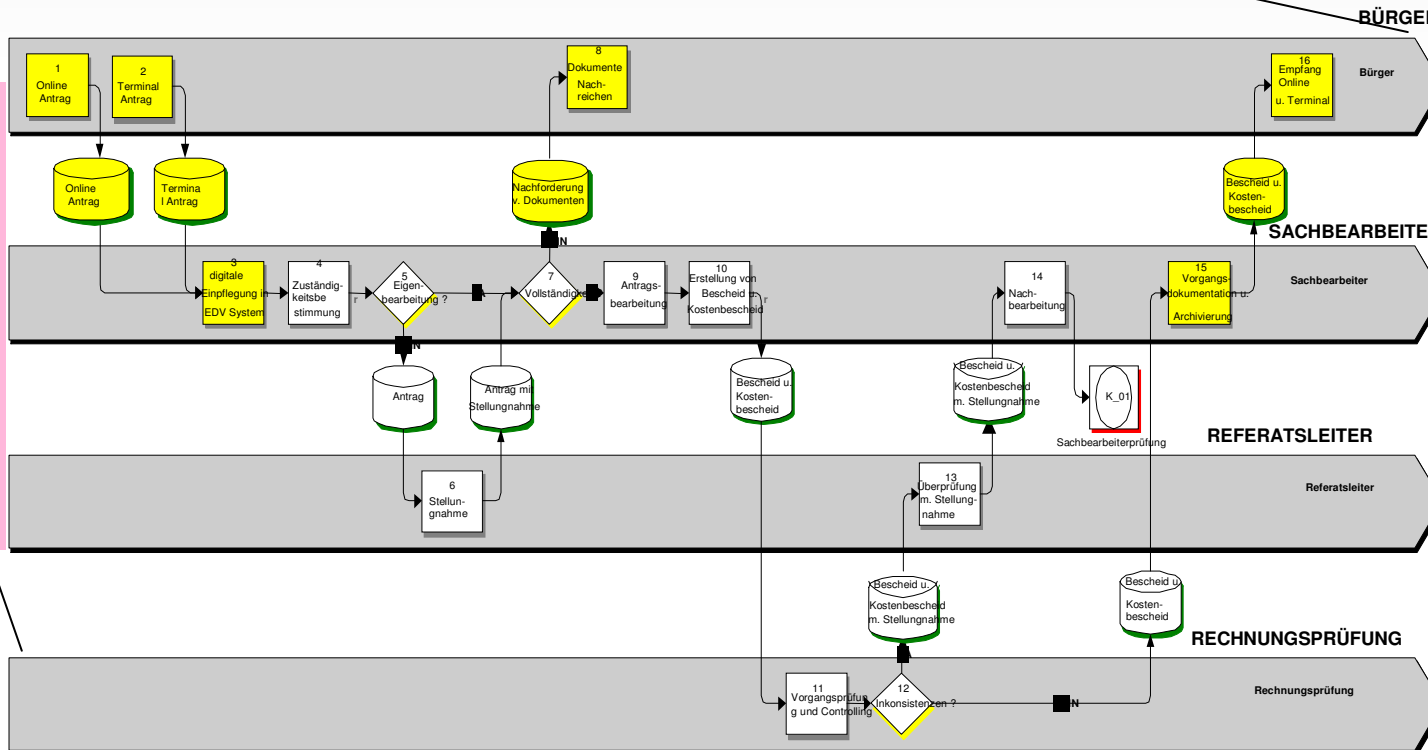 BÜRGE
1
Online
Antrag
2
Terminal
Antrag
8
Dokumente
Nach-
reichen
16
Empfang
Online
u. Terminal
Bürger
Online
Antrag
Termina
l Antrag
Nachforderung
v. Dokumenten
Bescheid u.
Kosten-
bescheid
N
SACHBEARBEITE
3
digitale
Einpflegung in
EDV System
4
Zuständig-
keitsbe
stimmung
r
5
Eigen-
bearbeitung ?
7
Vollständigke
9
Antrags-
bearbeitung
10
Erstellung von
Bescheid u.
Kostenbescheid
r
14
Nach-
bearbeitung
15
Vorgangs-
dokumentation u.
Archivierung
Sachbearbeiter
N
Antrag
Antrag mit
Stellungnahme
Bescheid u.
Kosten-
bescheid
Bescheid u.
Kostenbescheid
m. Stellungnahme
K_01
Sachbearbeiterprüfung
REFERATSLEITER
6
Stellun-
gnahme
13
Überprüfung
m. Stellung-
nahme
Referatsleiter
Bescheid u.
Kostenbescheid
m. Stellungnahme
Bescheid u
Kosten-
bescheid
RECHNUNGSPRÜFUNG
11
Vorgangsprüfun
g und Controlling
12
Inkonsistenzen ?
N
Rechnungsprüfung